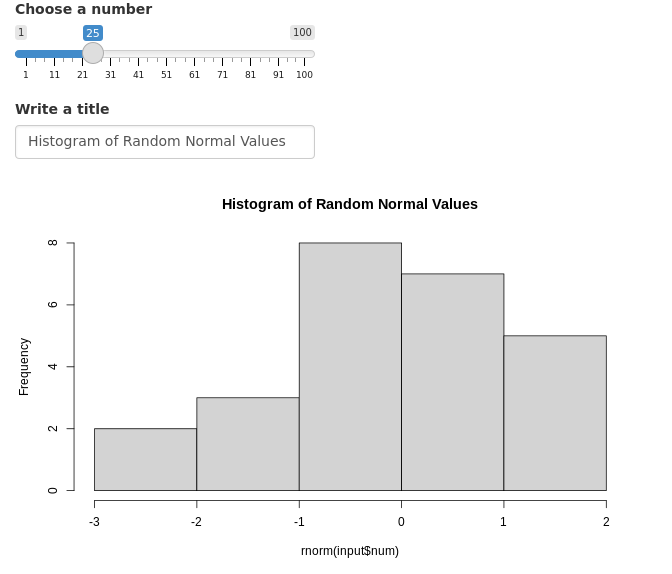 Choose a number
1 25 100
1 11 21 31 41 51 61 71 81 91 100
Write a title
Histogram of Random Normal Values
Histogram of Random Normal Values
8
6
4
2
0
Frequency
-3 -2 -1 0 1 2
rnorm(input$num)